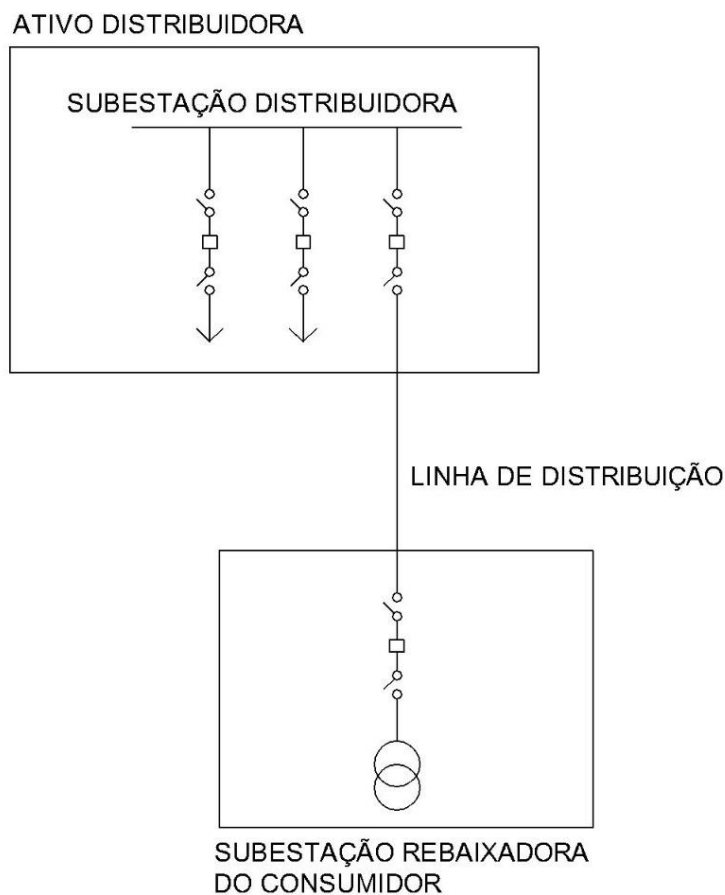 ATIVO DISTRIBUIDORA
SUBESTAÇÃO DISTRIBUIDORA
LINHA DE DISTRIBUIÇÃO
SUBESTAÇÃO REBAIXADORA
DO CONSUMIDOR